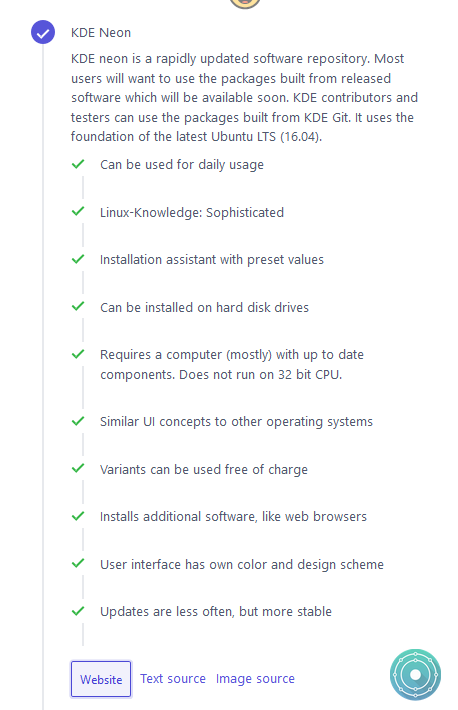 KDE Neon
KDE neon is a rapidly updated software repository. Most
users will want to use the packages built from released
software which will be available soon. KDE contributors and
testers can use the packages built from KDE Git. It uses the
foundation of the latest Ubuntu LTS (16.04).
Can be used for daily usage
Linux-Knowledge: Sophisticated
Installation assistant with preset values
Can be installed on hard disk drives
Requires a computer (mostly) with up to date
components. Does not run on 32 bit CPU.
Similar UI concepts to other operating systems
Variants can be used free of charge
Installs additional software, like web browsers
User interface has own color and design scheme
Updates are less often, but more stable
Website Text source Image source